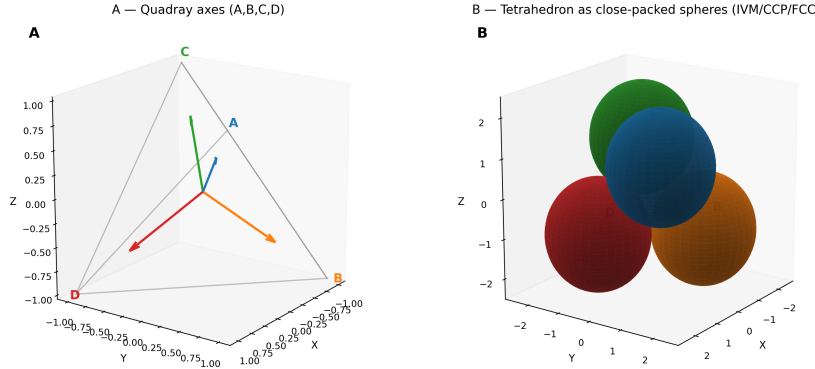 A — Quadray axes (A,B,C,D)
B — Tetrahedron as close-packed spheres (IVM/CCP/FCC
A
B
C
A
B
D
Z
1.00
0.75
0.50
0.25
0.00
−0.25
−0.50
−0.75
−1.00
−1.00
−0.75
−0.50
−0.25
0.00
0.25
0.50
0.75
1.00
Y
−1.00
−0.75
−0.50
−0.25
0.00
0.25
0.50
0.75
1.00
X
D
Z
2
1
0
−1
−2
−2
−1
0
1
2
Y
−2
−1
0
1
2
X